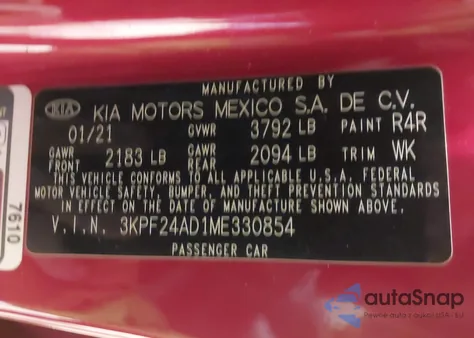 MANUFACTURED BY
KIA KIA MOTORS MEXICO S.A. DE C.V.
01/21 GVWR 3792 LB PAINT R4R
GAWR FRONT 2183 LB GAWR REAR 2094 LB TRIM WK
THIS VEHICLE CONFORMS TO ALL APPLICABLE U.S.A. FEDERAL
MOTOR VEHICLE SAFETY, BUMPER, AND THEFT PREVENTION STANDARDS
IN EFFECT ON THE DATE OF MANUFACTURE SHOWN ABOVE.
V.I.N. 3KPF24AD1ME330854
PASSENGER CAR
7610
autaSnap